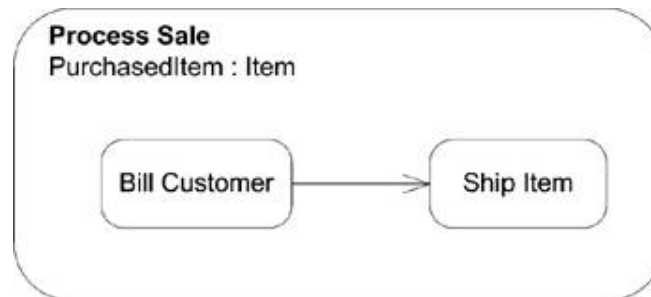 Process Sale
PurchasedItem : Item
Bill Customer
Ship Item